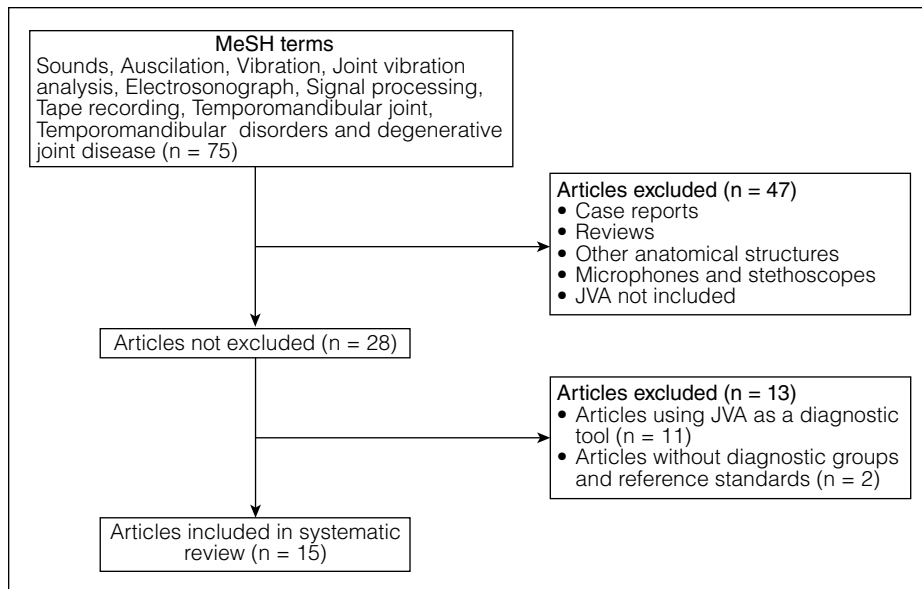 MeSH terms
Sounds, Auscilation, Vibration, Joint vibration
analysis, Electrosonograph, Signal processing,
Tape recording, Temporomandibular joint,
Temporomandibular disorders and degenerative
joint disease (n = 75)
Articles excluded (n = 47)
• Case reports
• Reviews
• Other anatomical structures
• Microphones and stethoscopes
• JVA not included
Articles not excluded (n = 28)
Articles excluded (n = 13)
• Articles using JVA as a diagnostic
tool (n = 11)
• Articles without diagnostic groups
and reference standards (n = 2)
Articles included in systematic
review (n = 15)